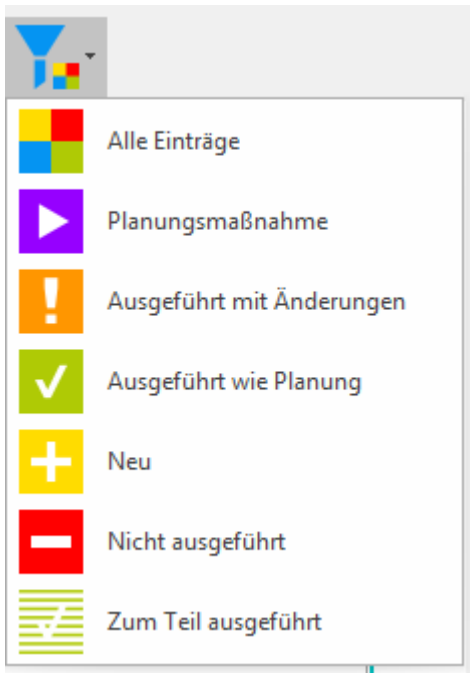 Alle Einträge
Planungsmaßnahme
Ausgeführt mit Änderungen
Ausgeführt wie Planung
Neu
Nicht ausgeführt
Zum Teil ausgeführt